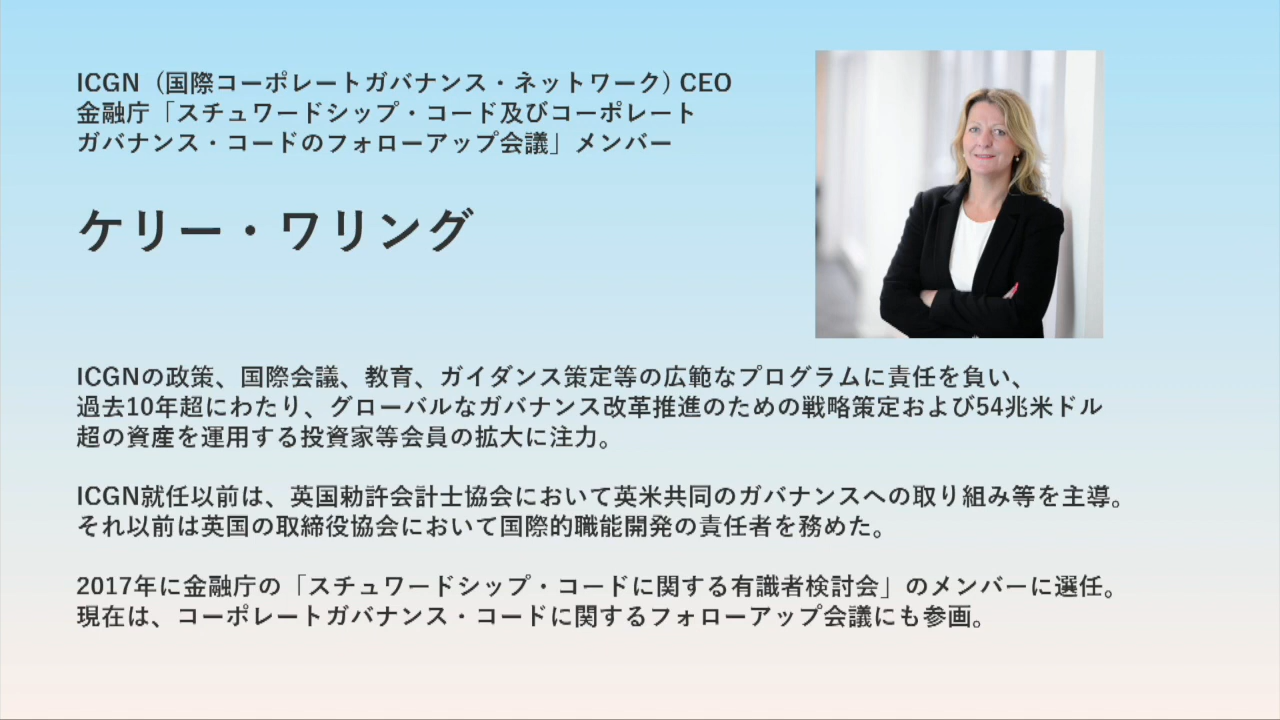 ICGN（国際コーポレートガバナンス・ネットワーク）CEO
金融庁「スチュワードシップ・コード及びコーポレート
ガバナンス・コードのフォローアップ会議」メンバー
ケリー・ワリング
ICGNの政策、国際会議、教育、ガイダンス策定等の広範なプログラムに責任を負い、
過去10年超にわたり、グローバルなガバナンス改革推進のための戦略策定および54兆米ドル
超の資産を運用する投資家等会員の拡大に注力。
ICGN就任以前は、英国勅許会計士協会において英米共同のガバナンスへの取り組み等を主導。
それ以前は英国の取締役協会において国際的職能開発の責任者を務めた。
2017年に金融庁の「スチュワードシップ・コードに関する有識者検討会」のメンバーに選任。
現在は、コーポレートガバナンス・コードに関するフォローアップ会議にも参画。